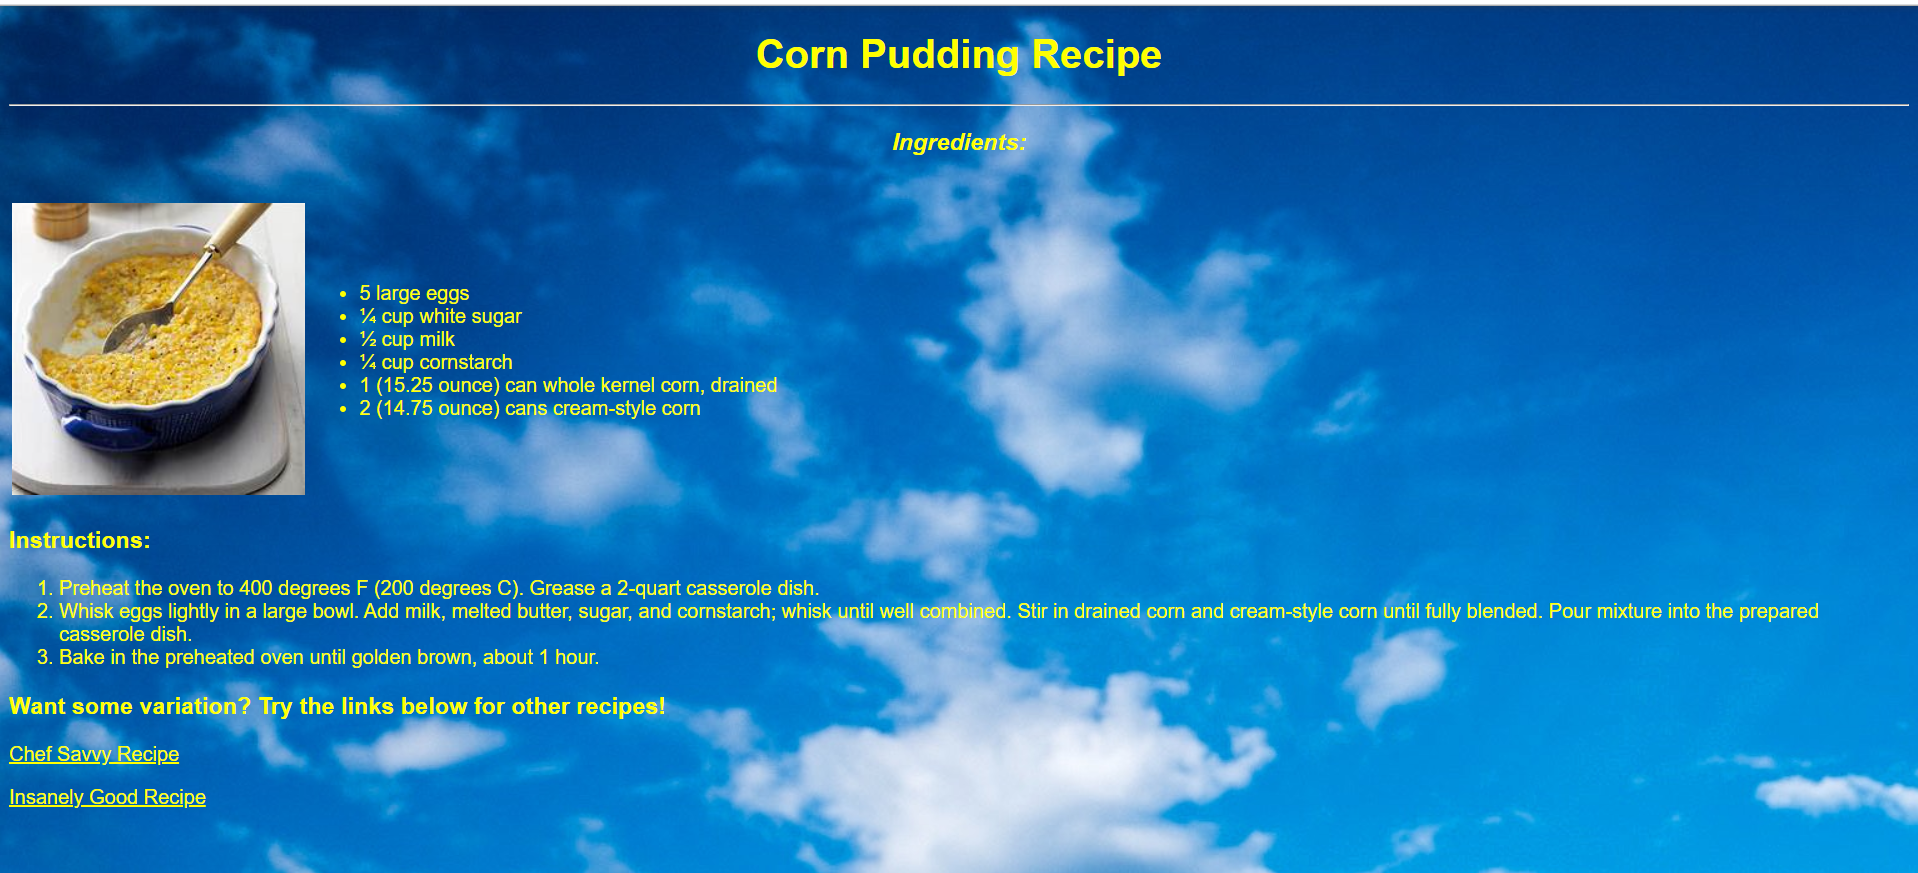 Corn Pudding Recipe
Ingredients:
• 5 large eggs
• ¼ cup white sugar
• ½ cup milk
• ¼ cup cornstarch
• 1 (15.25 ounce) can whole kernel corn, drained
• 2 (14.75 ounce) cans cream-style corn
Instructions:
1. Preheat the oven to 400 degrees F (200 degrees C). Grease a 2-quart casserole dish.
2. Whisk eggs lightly in a large bowl. Add milk, melted butter, sugar, and cornstarch; whisk until well combined. Stir in drained corn and cream-style corn until fully blended. Pour mixture into the prepared
casserole dish.
3. Bake in the preheated oven until golden brown, about 1 hour.
Want some variation? Try the links below for other recipes!
Chef Savvy Recipe
Insanely Good Recipe